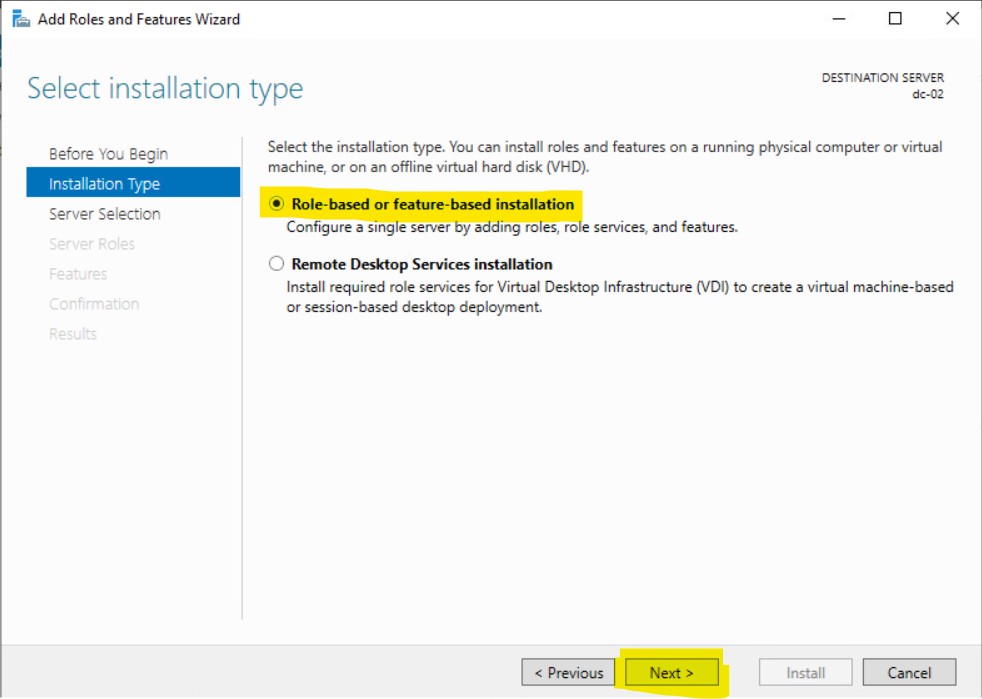 Add Roles and Features Wizard
Select installation type
DESTINATION SERVER
dc-02
Before You Begin
Installation Type
Server Selection
Server Roles
Features
Confirmation
Results
Select the installation type. You can install roles and features on a running physical computer or virtual
machine, or on an offline virtual hard disk (VHD).
Role-based or feature-based installation
Configure a single server by adding roles, role services, and features.
Remote Desktop Services installation
Install required role services for Virtual Desktop Infrastructure (VDI) to create a virtual machine-based
or session-based desktop deployment.
< Previous
Next >
Install
Cancel